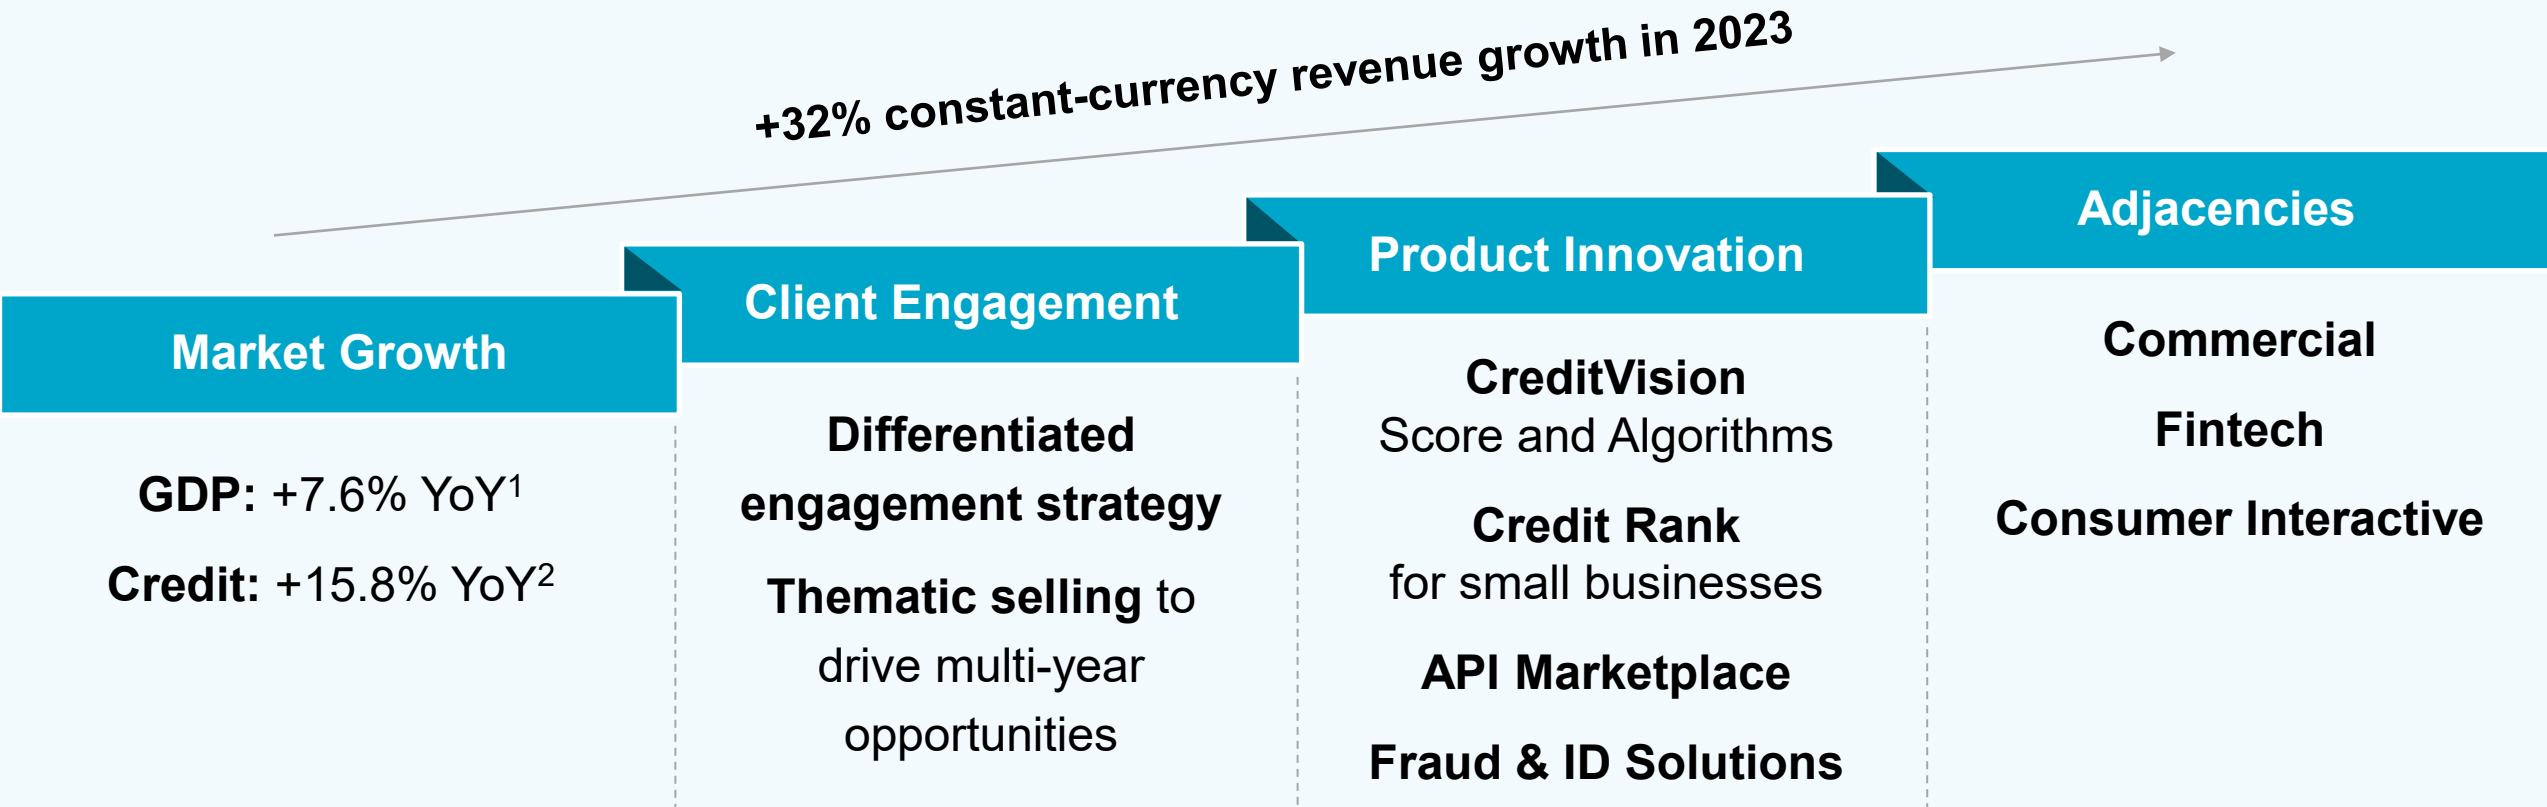 +32% constant-currency revenue growth in 2023
Market Growth
GDP: +7.6% YoY¹
Credit: +15.8% YoY²
Client Engagement
Differentiated
engagement strategy
Thematic selling to
drive multi-year
opportunities
Product Innovation
CreditVision
Score and Algorithms
Credit Rank
for small businesses
API Marketplace
Fraud & ID Solutions
Adjacencies
Commercial
Fintech
Consumer Interactive